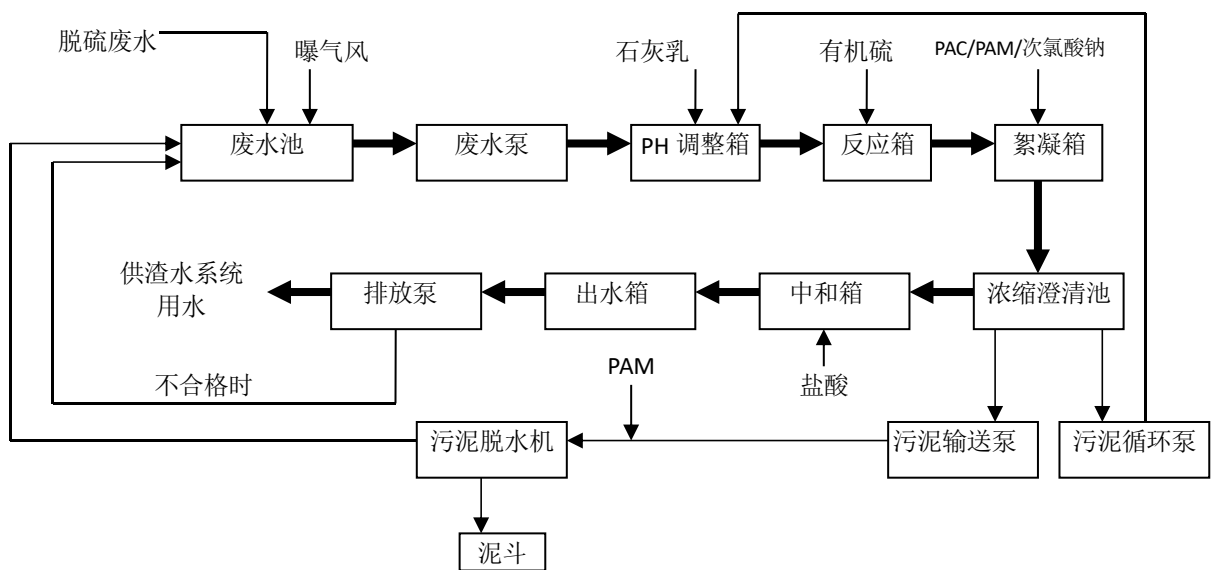 脱硫废水
曝气风
石灰乳
有机硫
PAC/PAM/次氯酸钠
废水池
废水泵
PH 调整箱
反应箱
絮凝箱
供渣水系统
用水
排放泵
出水箱
中和箱
浓缩澄清池
不合格时
PAM
盐酸
污泥脱水机
污泥输送泵
污泥循环泵
泥斗